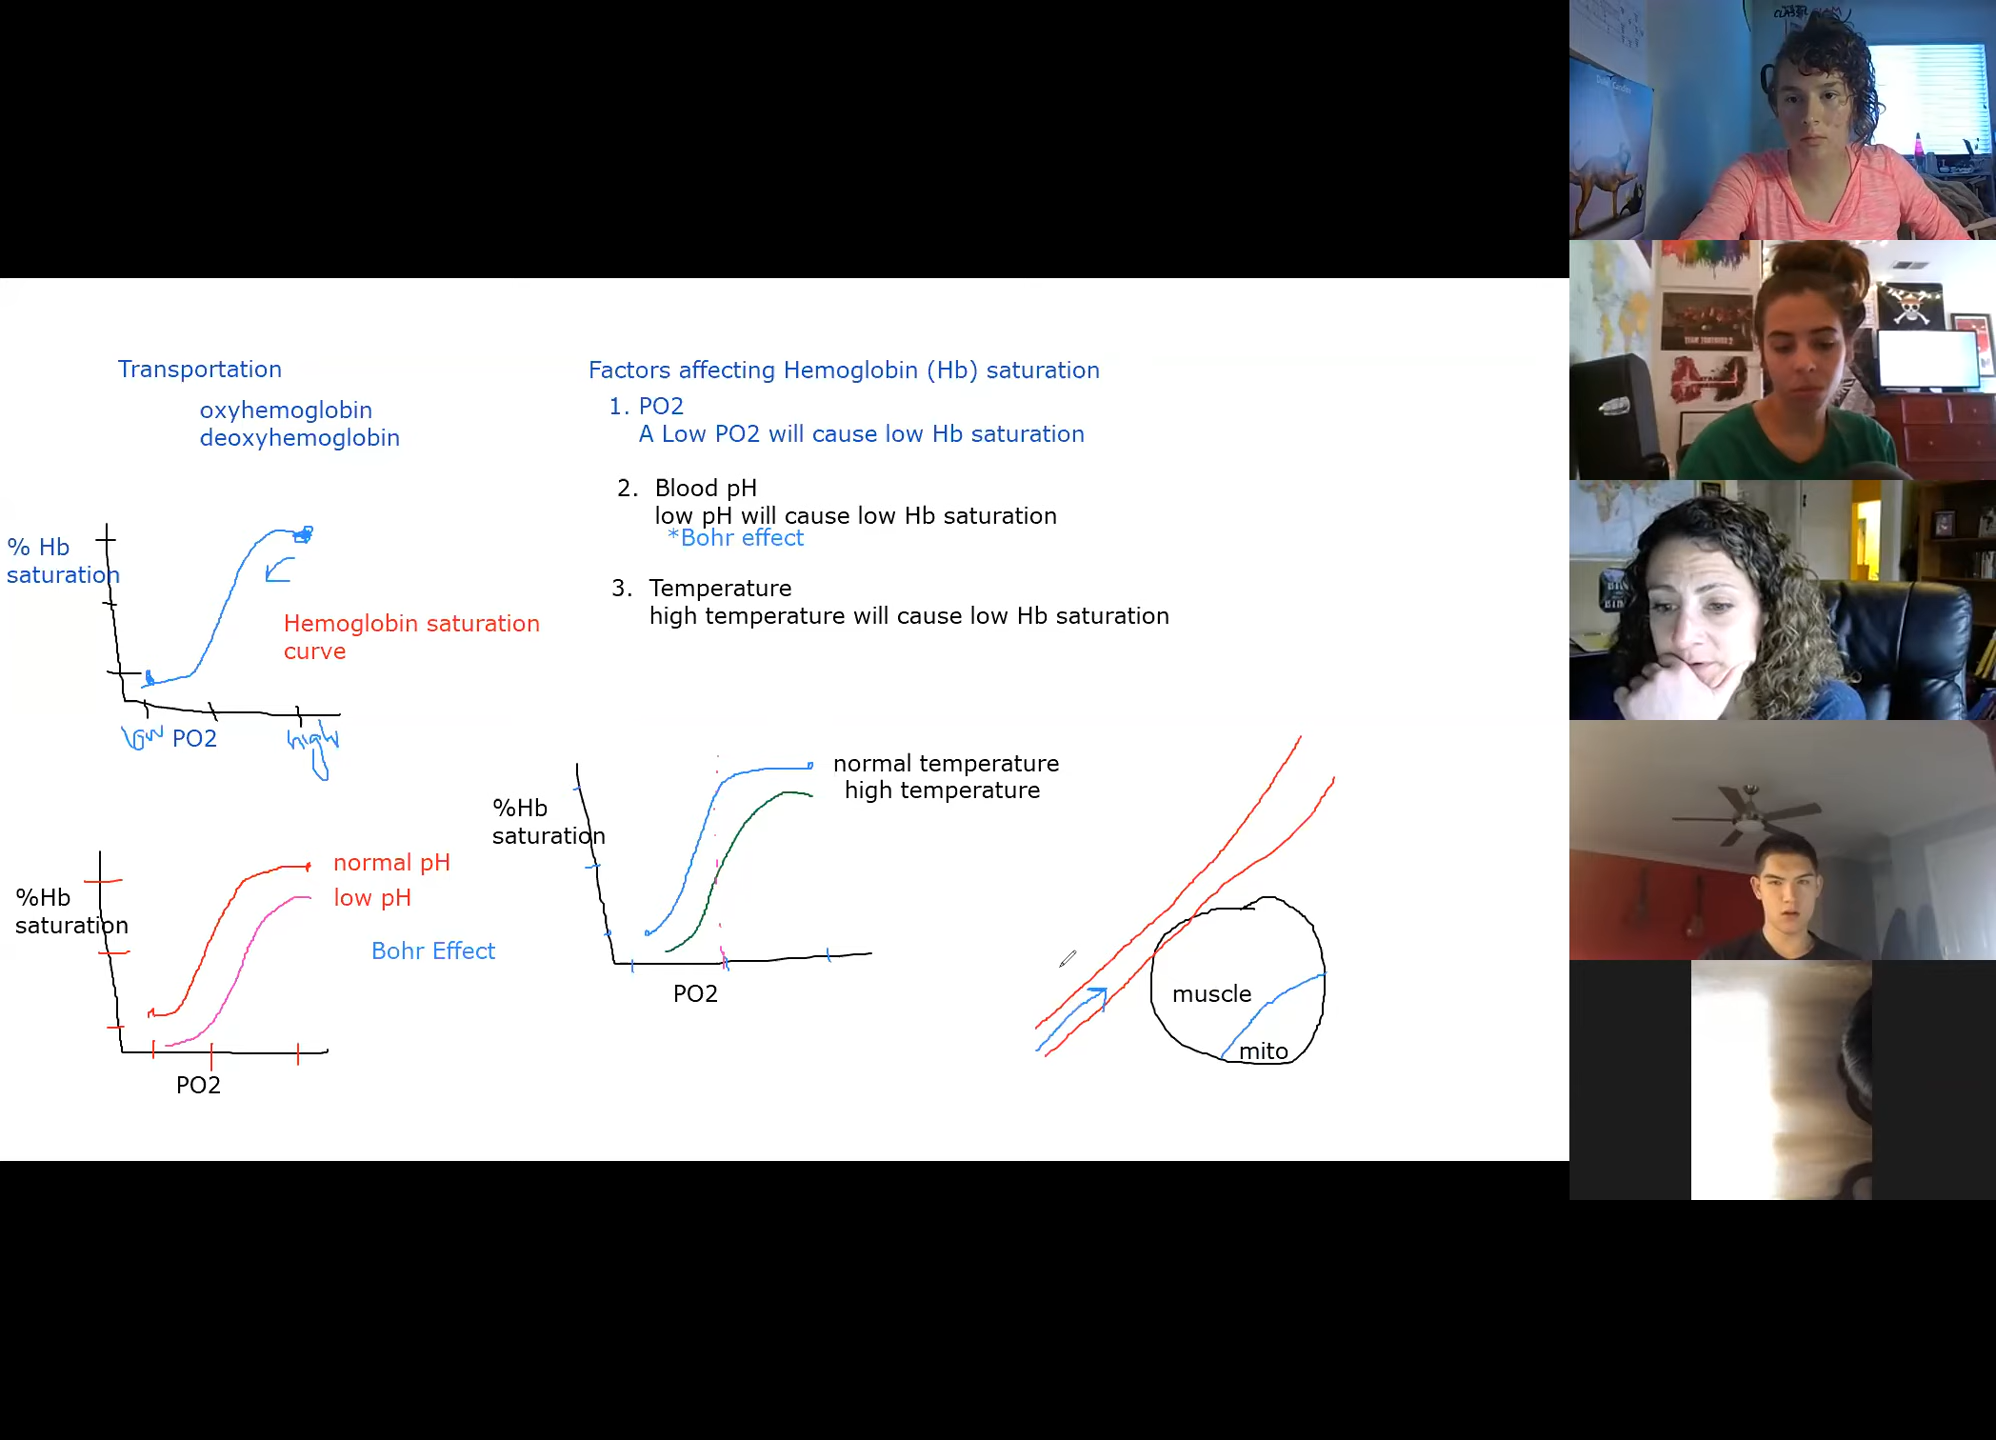 Transportation
oxyhemoglobin
deoxyhemoglobin
% Hb
saturation
Hemoglobin saturation
curve
low PO2 high
%Hb
saturation
normal pH
low pH
Bohr Effect
PO2
Factors affecting Hemoglobin (Hb) saturation
1. PO2
A Low PO2 will cause low Hb saturation
2. Blood pH
low pH will cause low Hb saturation
*Bohr effect
3. Temperature
high temperature will cause low Hb saturation
%Hb
saturation
normal temperature
high temperature
PO2
muscle
mito